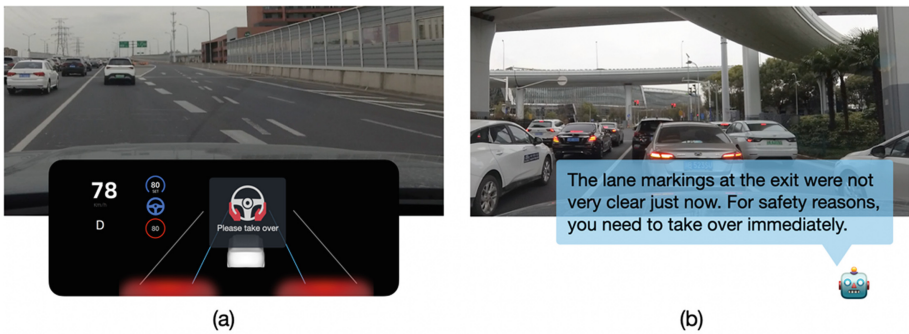 78
80
SET
D
80
Please take over
The lane markings at the exit were not
very clear just now. For safety reasons,
you need to take over immediately.
(a)
(b)